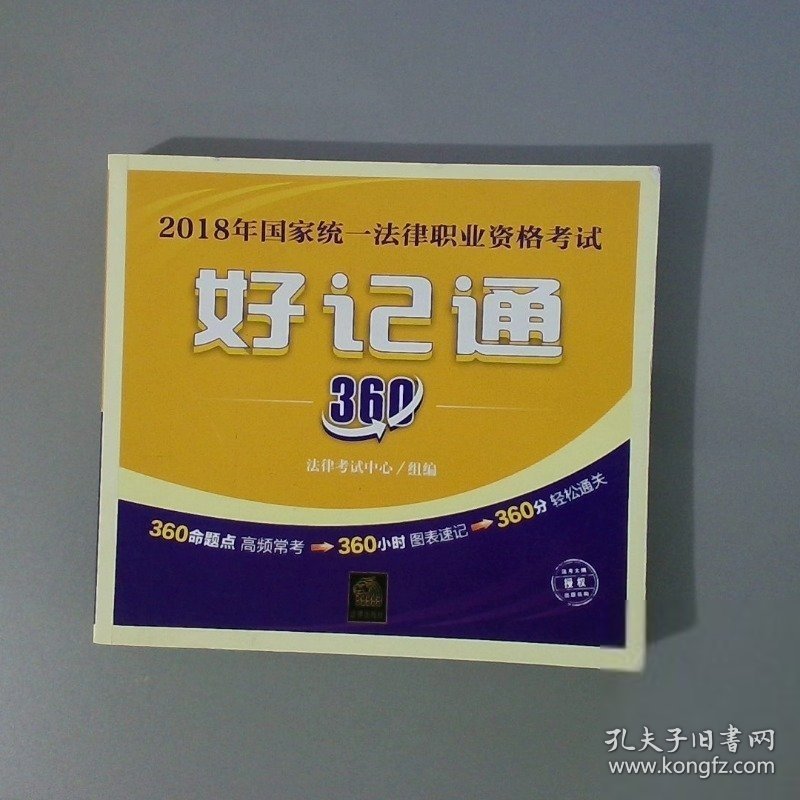 2018年国家统一法律职业资格考试
好记通
360
法律考试中心/组编
360命题点 高频常考 → 360小时 图表速记 → 360分 轻松通关
授权
孔夫子旧书网
www.kongfz.com